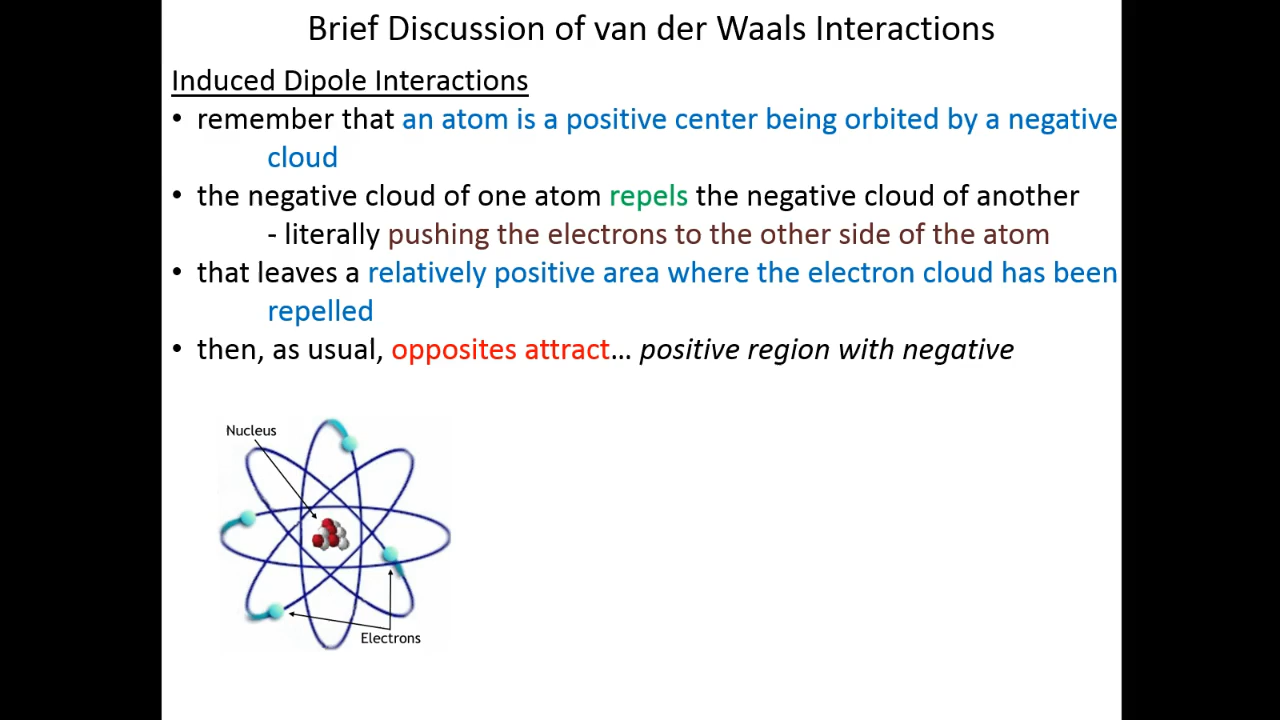 Brief Discussion of van der Waals Interactions
Induced Dipole Interactions
• remember that an atom is a positive center being orbited by a negative
cloud
• the negative cloud of one atom repels the negative cloud of another
- literally pushing the electrons to the other side of the atom
• that leaves a relatively positive area where the electron cloud has been
repelled
• then, as usual, opposites attract... positive region with negative
Nucleus
Electrons